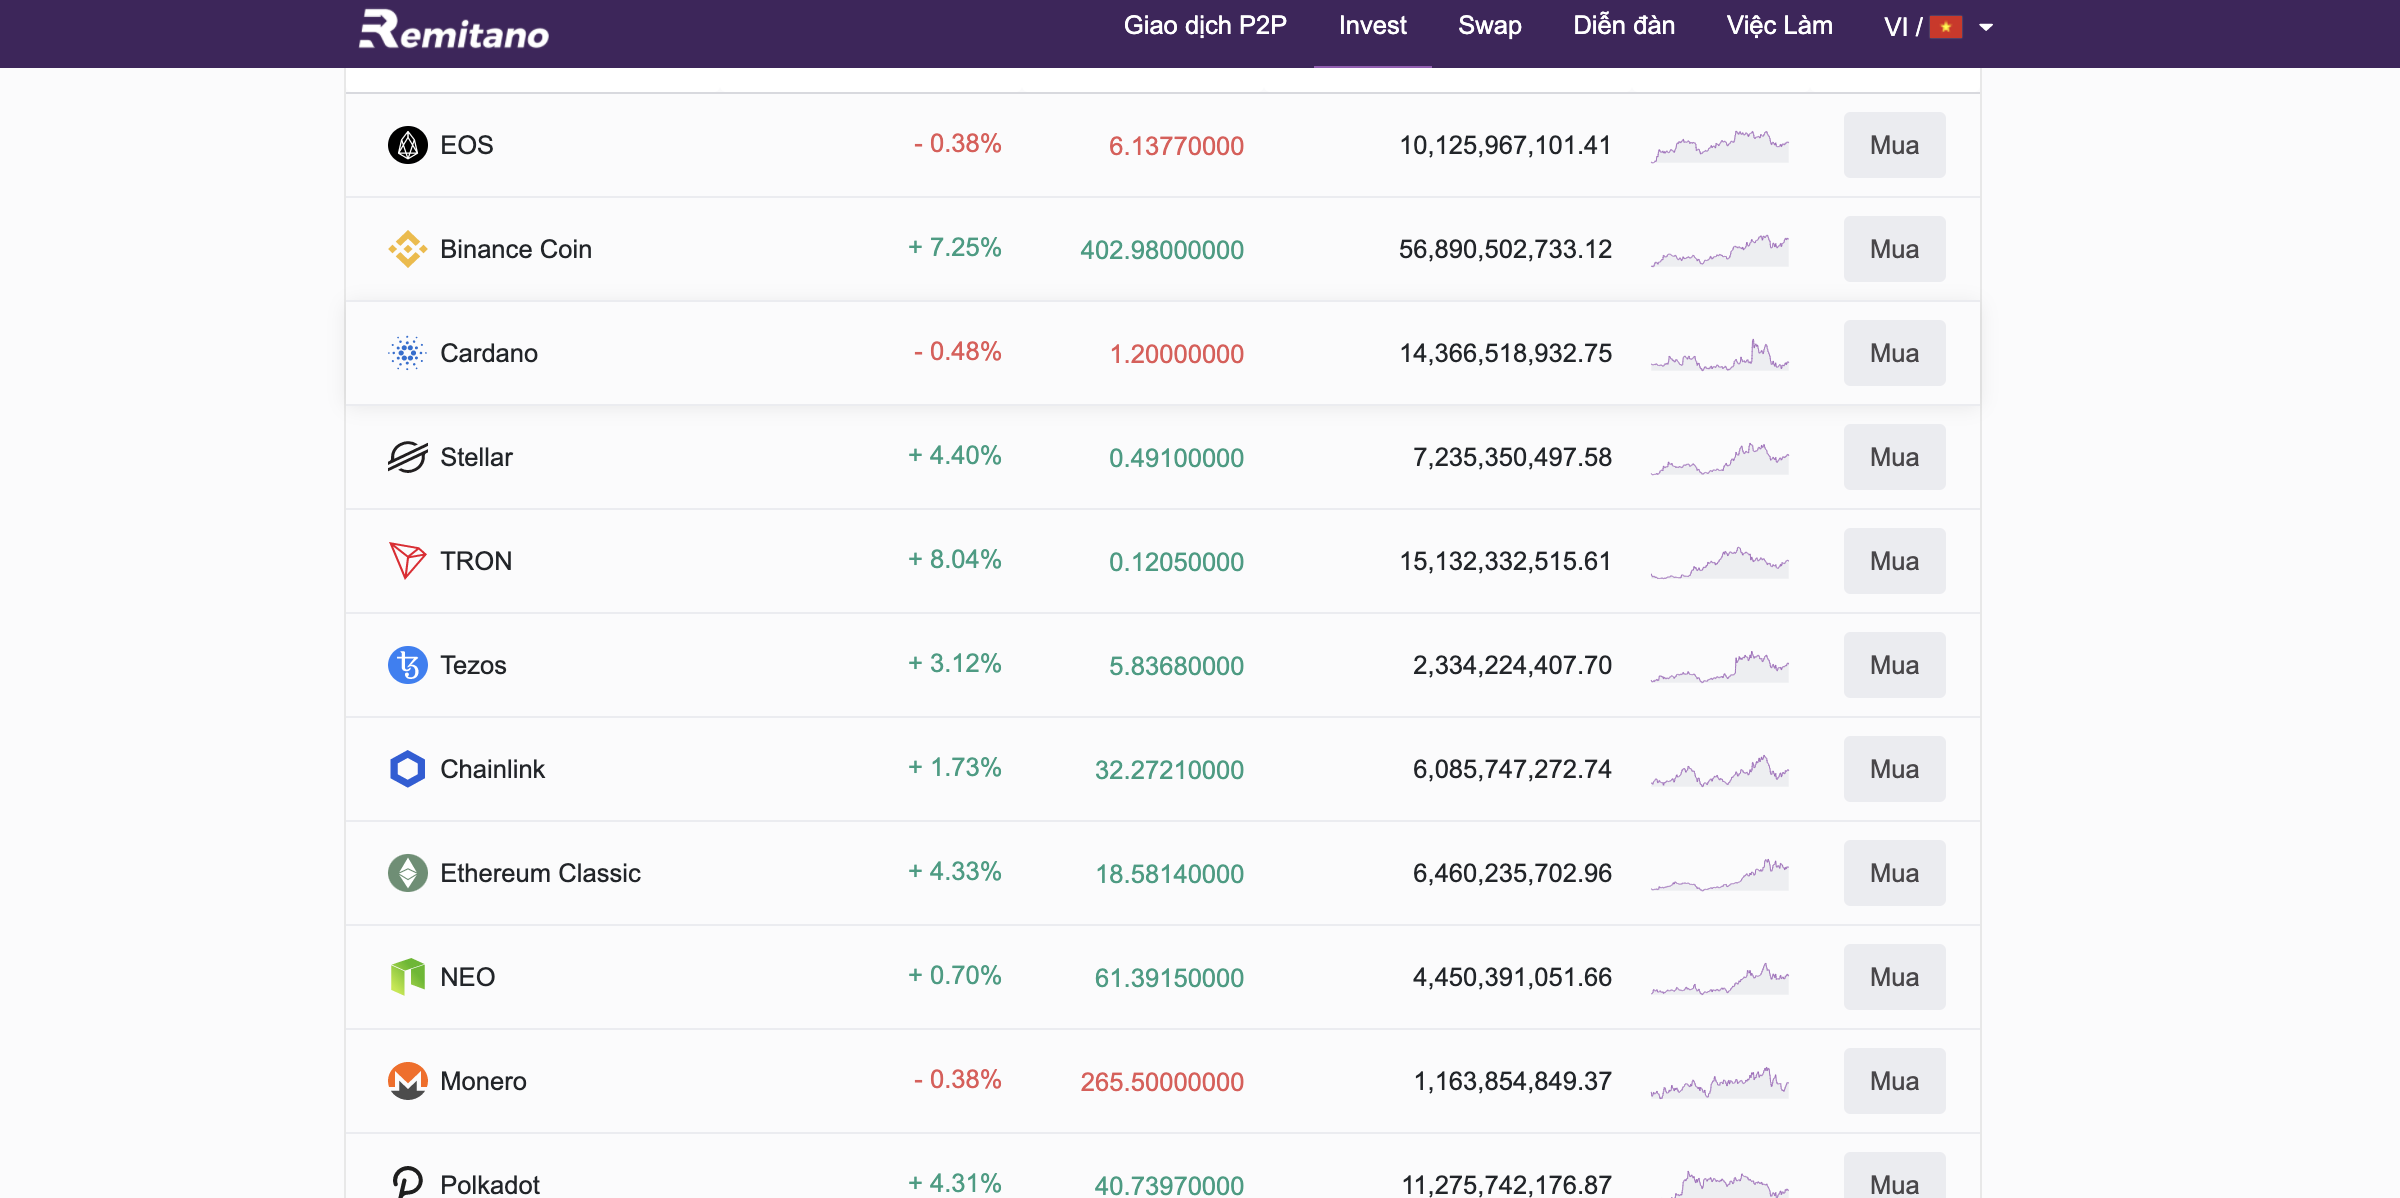 Remitano Giao dịch P2P Invest Swap Diễn đàn Việc Làm VI /
EOS - 0.38% 6.13770000 10,125,967,101.41 Mua
Binance Coin + 7.25% 402.98000000 56,890,502,733.12 Mua
Cardano - 0.48% 1.20000000 14,366,518,932.75 Mua
Stellar + 4.40% 0.49100000 7,235,350,497.58 Mua
TRON + 8.04% 0.12050000 15,132,332,515.61 Mua
Tezos + 3.12% 5.83680000 2,334,224,407.70 Mua
Chainlink + 1.73% 32.27210000 6,085,747,272.74 Mua
Ethereum Classic + 4.33% 18.58140000 6,460,235,702.96 Mua
NEO + 0.70% 61.39150000 4,450,391,051.66 Mua
Monero - 0.38% 265.50000000 1,163,854,849.37 Mua
Polkadot + 4.31% 40.73970000 11,275,742,176.87 Mua